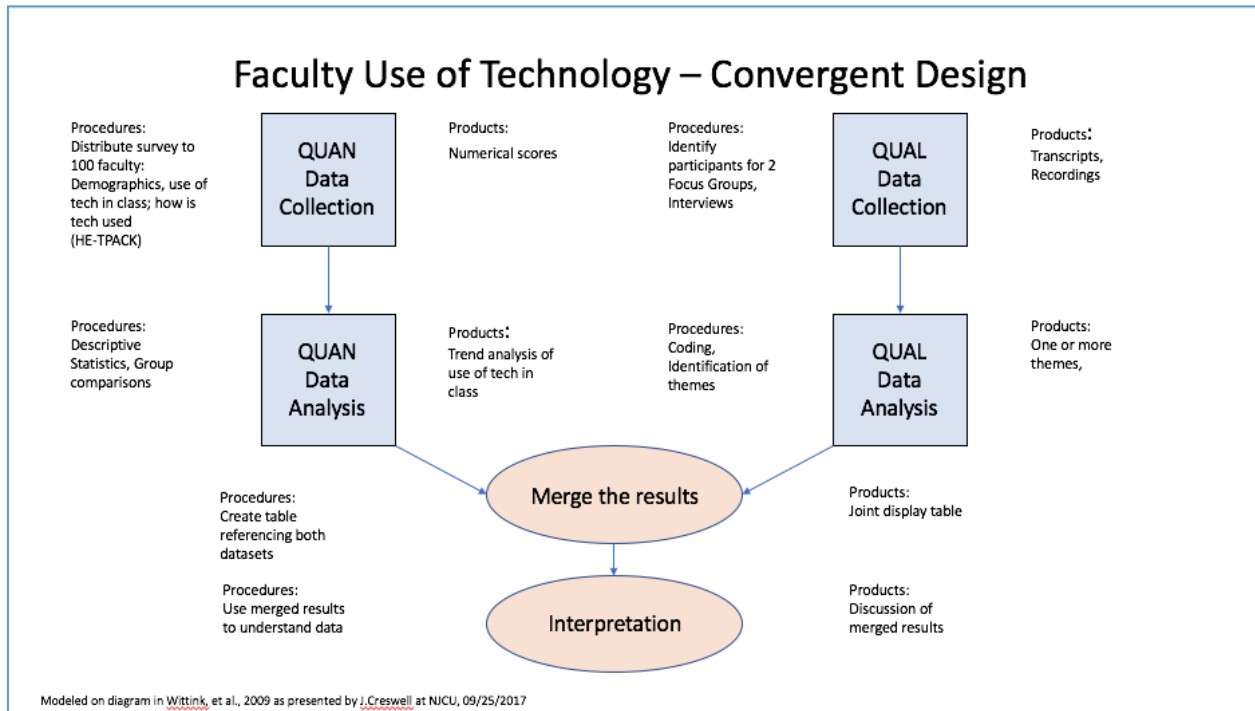 Faculty Use of Technology – Convergent Design
Procedures:
Distribute survey to
100 faculty:
Demographics, use of
tech in class; how is
tech used
(HE-TPACK)
QUAN
Data
Collection
Products:
Numerical scores
Procedures:
Identify
participants for 2
Focus Groups,
Interviews
QUAL
Data
Collection
Products:
Transcripts,
Recordings
Procedures:
Descriptive
Statistics, Group
comparisons
QUAN
Data
Analysis
Products:
Trend analysis of
use of tech in
class
Procedures:
Coding,
Identification of
themes
QUAL
Data
Analysis
Products:
One or more
themes,
Procedures:
Create table
referencing both
datasets
Merge the results
Products:
Joint display table
Procedures:
Use merged results
to understand data
Interpretation
Products:
Discussion of
merged results
Modeled on diagram in Wittink, et al., 2009 as presented by J.Creswell at NJCU, 09/25/2017